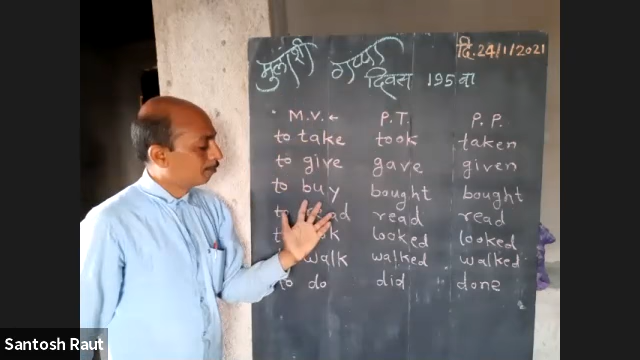 दि. 24/1/2021
मुलांशी गप्पा
दिवस 195 वा
M.V. ← P.T. P.P.
to take took taken
to give gave given
to buy bought bought
read read
looked looked
walk walked walked
to do did done
Santosh Raut